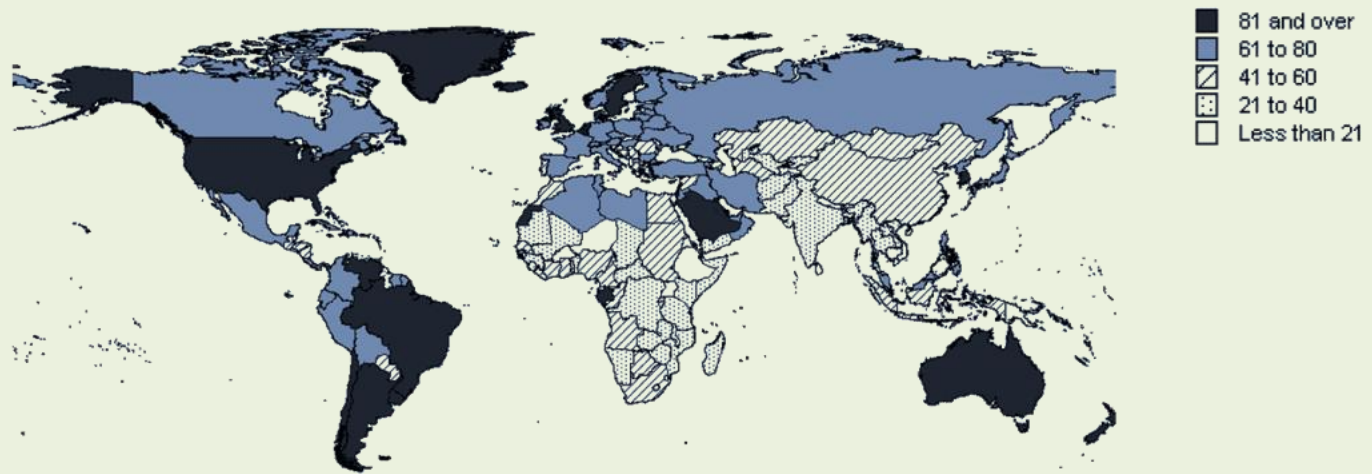 81 and over
61 to 80
41 to 60
21 to 40
Less than 21